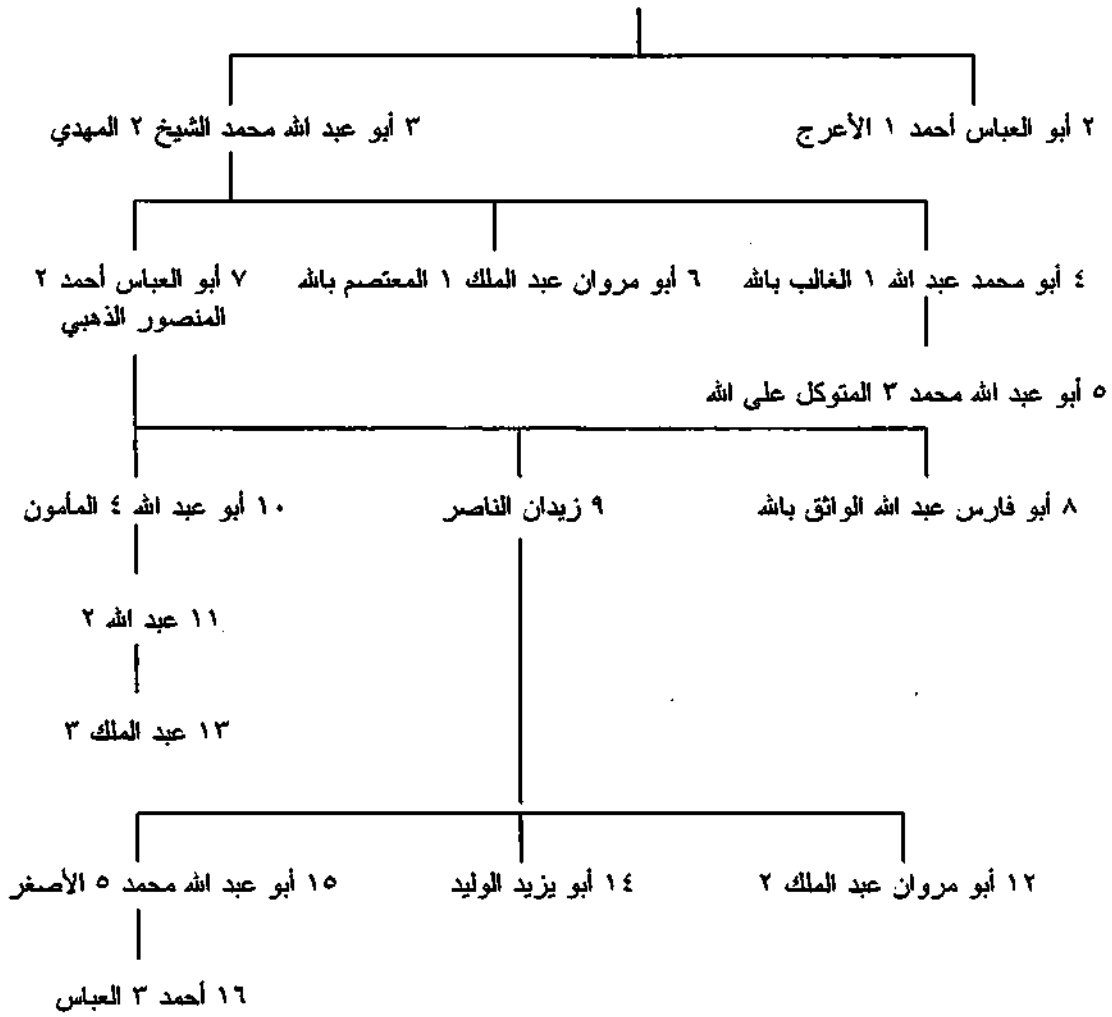 ٢ أبو العباس أحمد ١ الأعرج
٣ أبو عبد الله محمد الشيخ ٢ المهدي
٤ أبو محمد عبد الله ١ الغالب بالله
٦ أبو مروان عبد الملك ١ المعتصم بالله
٧ أبو العباس أحمد ٢
المنصور الذهبي
٥ أبو عبد الله محمد ٣ المتوكل على الله
٨ أبو فارس عبد الله الواثق بالله
٩ زيدان الناصر
١٠ أبو عبد الله ٤ المأمون
١١ عبد الله ٢
١٣ عبد الملك ٣
١٢ أبو مروان عبد الملك ٢
١٤ أبو يزيد الوليد
١٥ أبو عبد الله محمد ٥ الأصغر
١٦ أحمد ٣ العباس